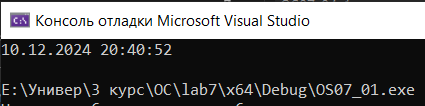 Консоль отладки Microsoft Visual Studio
10.12.2024 20:40:52
E:\Универ\3 курс\ОС\lab7\x64\Debug\OS07_01.exe